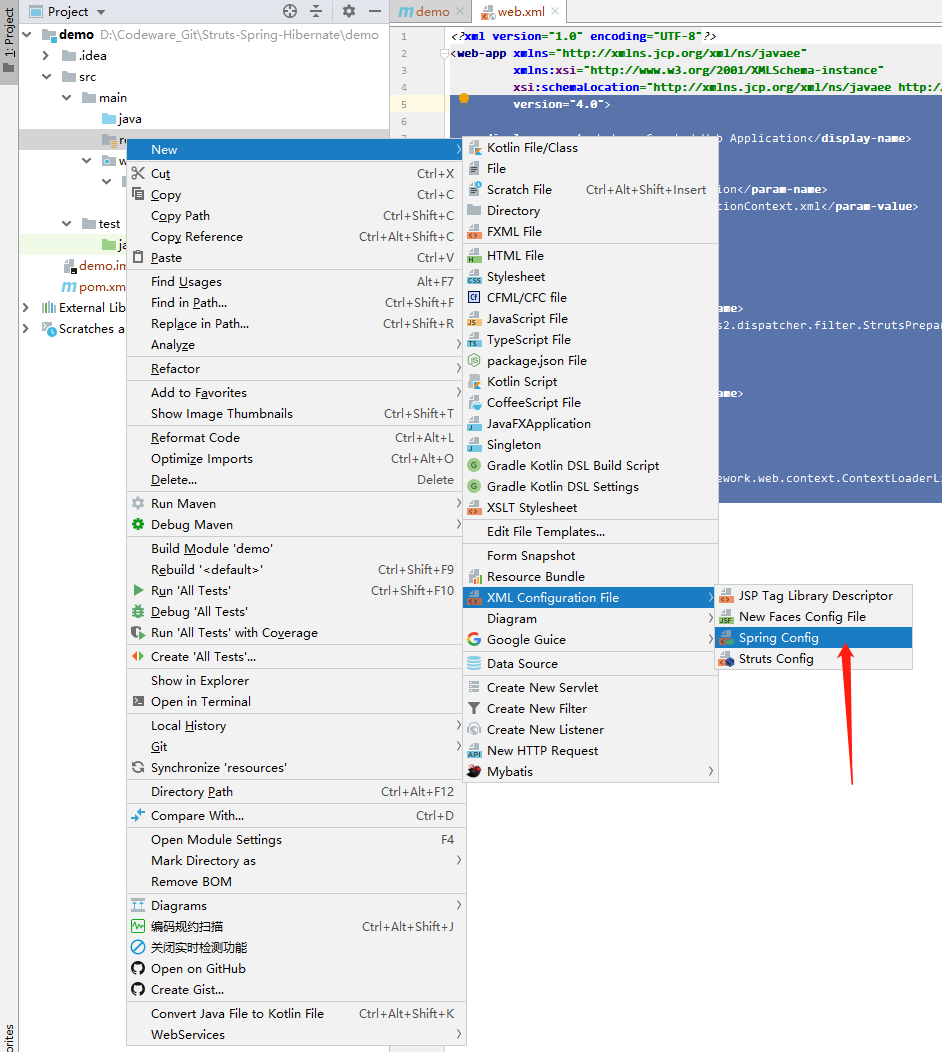 1: Project
Project
demo
web.xml
demo D:\Codeware_Git\Struts-Spring-Hibernate\demo
.idea
src
main
java
test
demo.im
pom.xm
External Lib
Scratches a
1 <?xml version="1.0" encoding="UTF-8"?>
2 <web-app xmlns="http://xmlns.jcp.org/xml/ns/javaee"
3 xmlns:xsi="http://www.w3.org/2001/XMLSchema-instance"
4 xsi:schemaLocation="http://xmlns.jcp.org/xml/ns/javaee http:/
5 version="4.0">
6
Web Application</display-name>
ion</param-name>
tionContext.xml</param-value>
me>
s2.dispatcher.filter.StrutsPrepar
me>
ework.web.context.ContextLoaderLi
New
Cut Ctrl+X
Copy Ctrl+C
Copy Path Ctrl+Shift+C
Copy Reference Ctrl+Alt+Shift+C
Paste Ctrl+V
Find Usages Alt+F7
Find in Path... Ctrl+Shift+F
Replace in Path... Ctrl+Shift+R
Analyze
Refactor
Add to Favorites
Show Image Thumbnails Ctrl+Shift+T
Reformat Code Ctrl+Alt+L
Optimize Imports Ctrl+Alt+O
Delete... Delete
Run Maven
Debug Maven
Build Module 'demo'
Rebuild '<default>' Ctrl+Shift+F9
Run 'All Tests' Ctrl+Shift+F10
Debug 'All Tests'
Run 'All Tests' with Coverage
Create 'All Tests'...
Show in Explorer
Open in Terminal
Local History
Git
Synchronize 'resources'
Directory Path Ctrl+Alt+F12
Compare With... Ctrl+D
Open Module Settings F4
Mark Directory as
Remove BOM
Diagrams
编码规约扫描 Ctrl+Alt+Shift+J
关闭实时检测功能
Open on GitHub
Create Gist...
Convert Java File to Kotlin File Ctrl+Alt+Shift+K
WebServices
Kotlin File/Class
File
Scratch File Ctrl+Alt+Shift+Insert
Directory
FXML File
HTML File
Stylesheet
CFML/CFC file
JavaScript File
TypeScript File
package.json File
Kotlin Script
CoffeeScript File
JavaFXApplication
Singleton
Gradle Kotlin DSL Build Script
Gradle Kotlin DSL Settings
XSLT Stylesheet
Edit File Templates...
Form Snapshot
Resource Bundle
XML Configuration File
Diagram
Google Guice
Data Source
Create New Servlet
Create New Filter
Create New Listener
New HTTP Request
Mybatis
JSP Tag Library Descriptor
New Faces Config File
Spring Config
Struts Config
orites